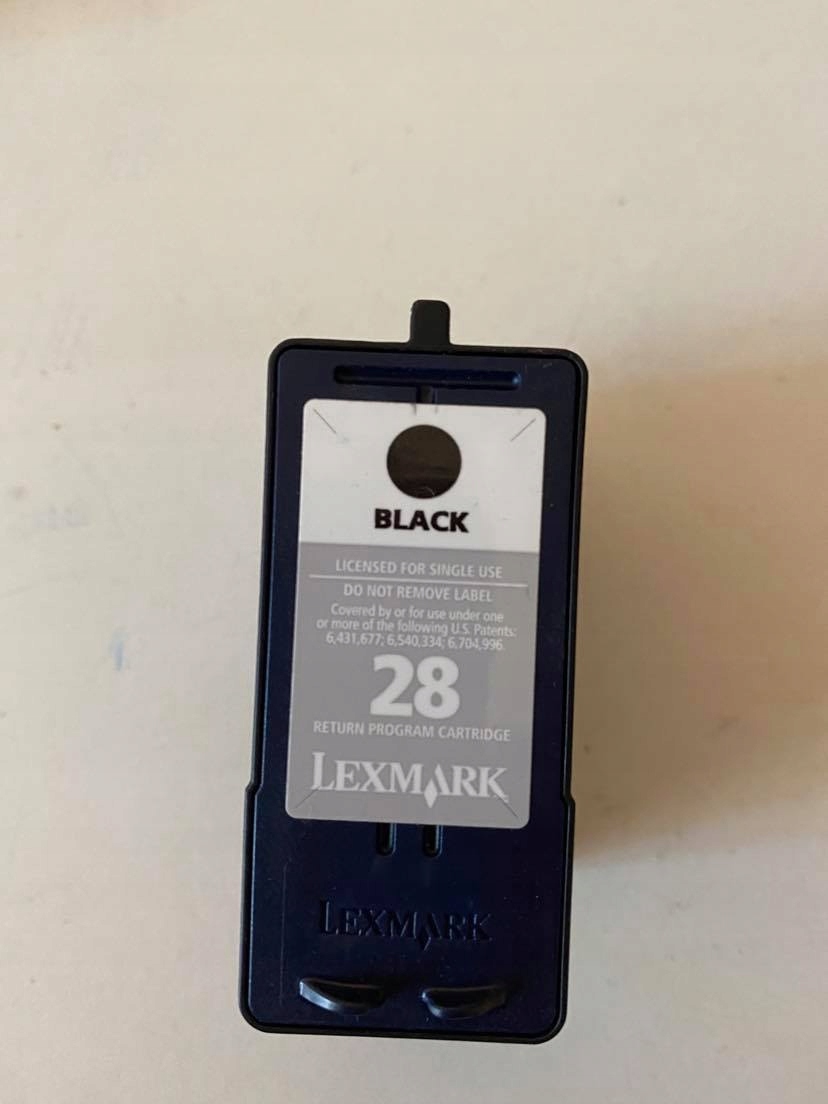 BLACK
LICENSED FOR SINGLE USE
DO NOT REMOVE LABEL
Covered by or for use under one
or more of the following U.S. Patents:
6,431,677; 6,540,334; 6,704,996.
28
RETURN PROGRAM CARTRIDGE
LEXMARK
LEXMARK